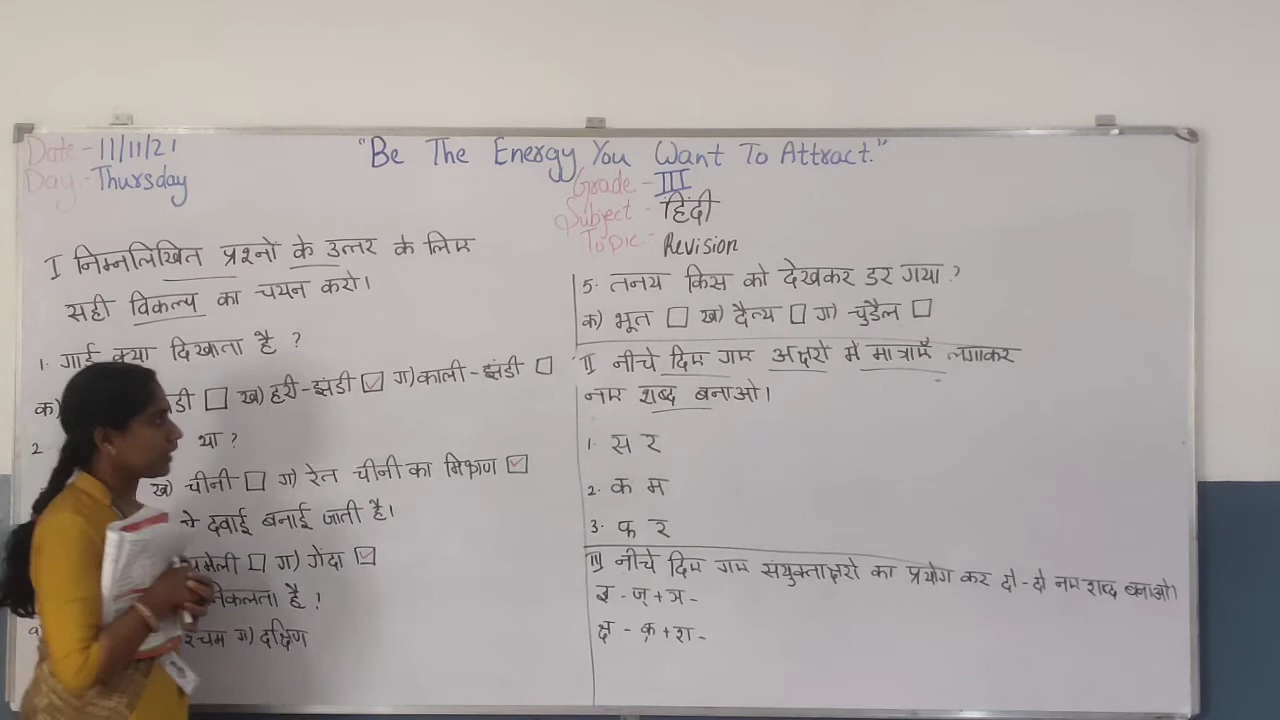 Date - 11/11/21
Day - Thursday
"Be The Energy You Want To Attract."
Grade - III
Subject - हिंदी
Topic - Revision
I निम्नलिखित प्रश्नों के उत्तर के लिए
सही विकल्प का चयन करो।
1. गार्ड क्या दिखाता है ?
क) डी ☐ ख) हरी-झंडी ☑ ग) काली-झंडी ☐
2. था ?
ख) चीनी ☐ ग) रेत चीनी का मिश्रण ☑
से दवाई बनाई जाती है।
चमेली ☐ ग) गेंदा ☑
निकलता है ?
श्चिम ग) दक्षिण
5. तनय किस को देखकर डर गया ?
क) भूत ☐ ख) दैत्य ☐ ग) चुडैल ☐
II नीचे दिए गए अक्षरों में मात्राएँ लगाकर
नए शब्द बनाओ।
1. स र
2. क म
3. फ र
III नीचे दिए गए संयुक्ताक्षरो का प्रयोग कर दो-दो नए शब्द बनाओ।
ज्ञ - ज् + ञ -
क्ष - क् + श -